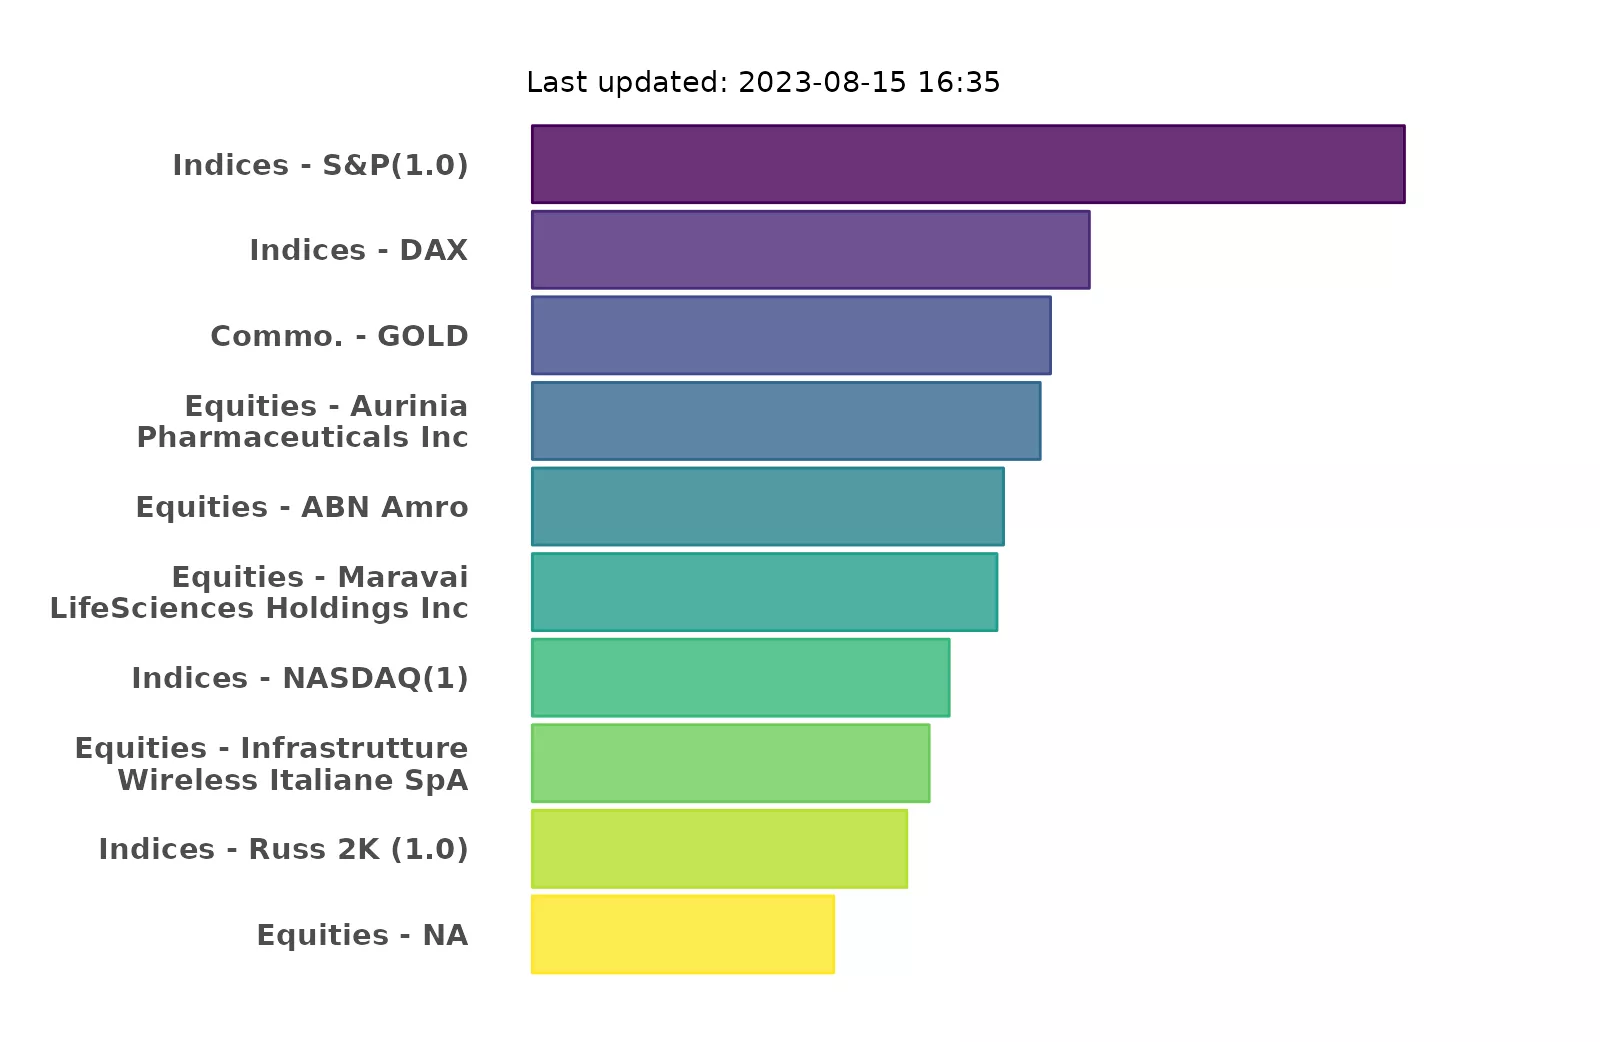 Last updated: 2023-08-15 16:35
Indices - S&P(1.0)
Indices - DAX
Commo. - GOLD
Equities - Aurinia
Pharmaceuticals Inc
Equities - ABN Amro
Equities - Maravai
LifeSciences Holdings Inc
Indices - NASDAQ(1)
Equities - Infrastrutture
Wireless Italiane SpA
Indices - Russ 2K (1.0)
Equities - NA